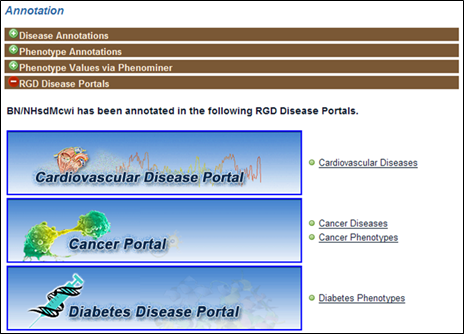 Annotation
Disease Annotations
Phenotype Annotations
Phenotype Values via Phenominer
RGD Disease Portals
BN/NHsdMcwi has been annotated in the following RGD Disease Portals.
Cardiovascular Disease Portal
Cardiovascular Diseases
Cancer Portal
Cancer Diseases
Cancer Phenotypes
Diabetes Disease Portal
Diabetes Phenotypes